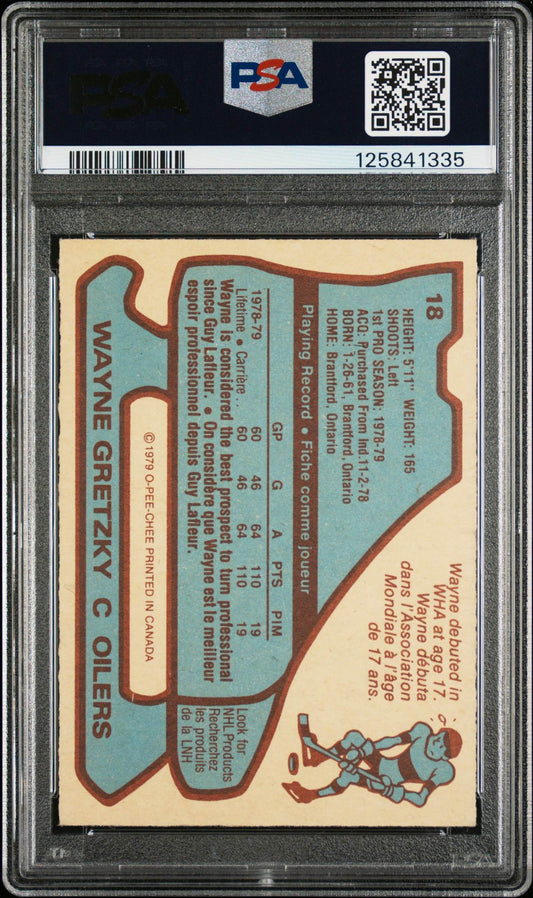 PSA
PSA
125841335
18
HEIGHT: 5'11" WEIGHT: 165
SHOOTS: Left
1st PRO SEASON: 1978-79
ACQ: Purchased From Ind. 11-2-78
BORN: 1-26-61, Brantford, Ontario
HOME: Brantford, Ontario
Wayne debuted in
WHA at age 17.
Wayne débuta
dans l'Association
Mondiale à l'âge
de 17 ans.
Playing Record • Fiche comme joueur
GP G A PTS PIM
1978-79 60 46 64 110 19
Lifetime • Carrière... 60 46 64 110 19
Wayne is considered the best prospect to turn professional
since Guy Lafleur. • On considère que Wayne est le meilleur
espoir professionnel depuis Guy Lafleur.
Look for
NHL Products
Recherchez
les produits
de la LNH
© 1979 O-PEE-CHEE PRINTED IN CANADA
WAYNE GRETZKY C OILERS